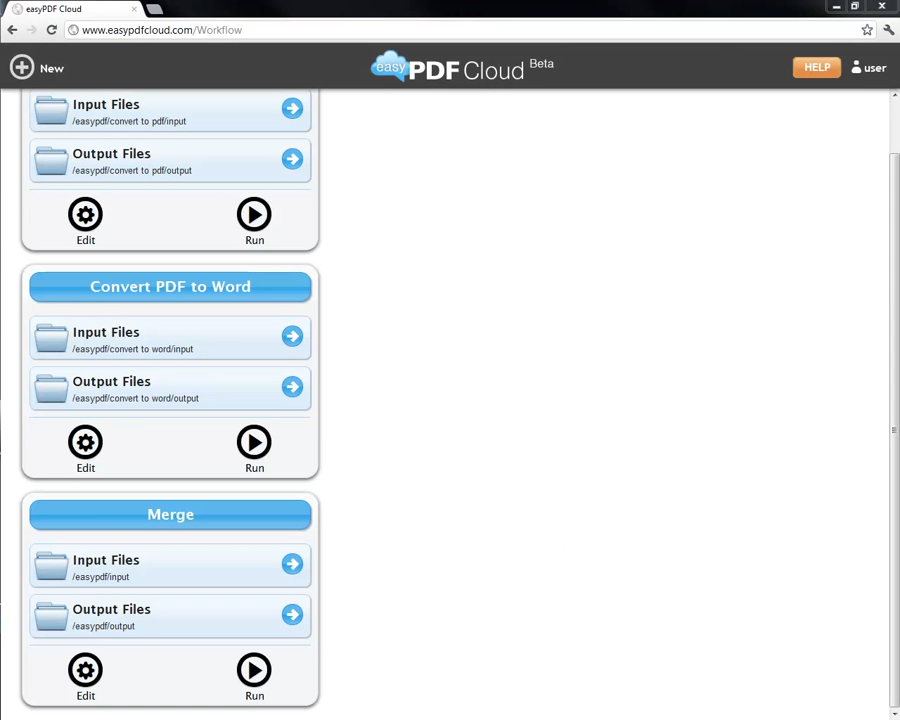 easyPDF Cloud
www.easypdfcloud.com/Workflow
New
easyPDF Cloud Beta
HELP
user
Input Files
/easypdf/convert to pdf/input
Output Files
/easypdf/convert to pdf/output
Edit
Run
Convert PDF to Word
Input Files
/easypdf/convert to word/input
Output Files
/easypdf/convert to word/output
Edit
Run
Merge
Input Files
/easypdf/input
Output Files
/easypdf/output
Edit
Run